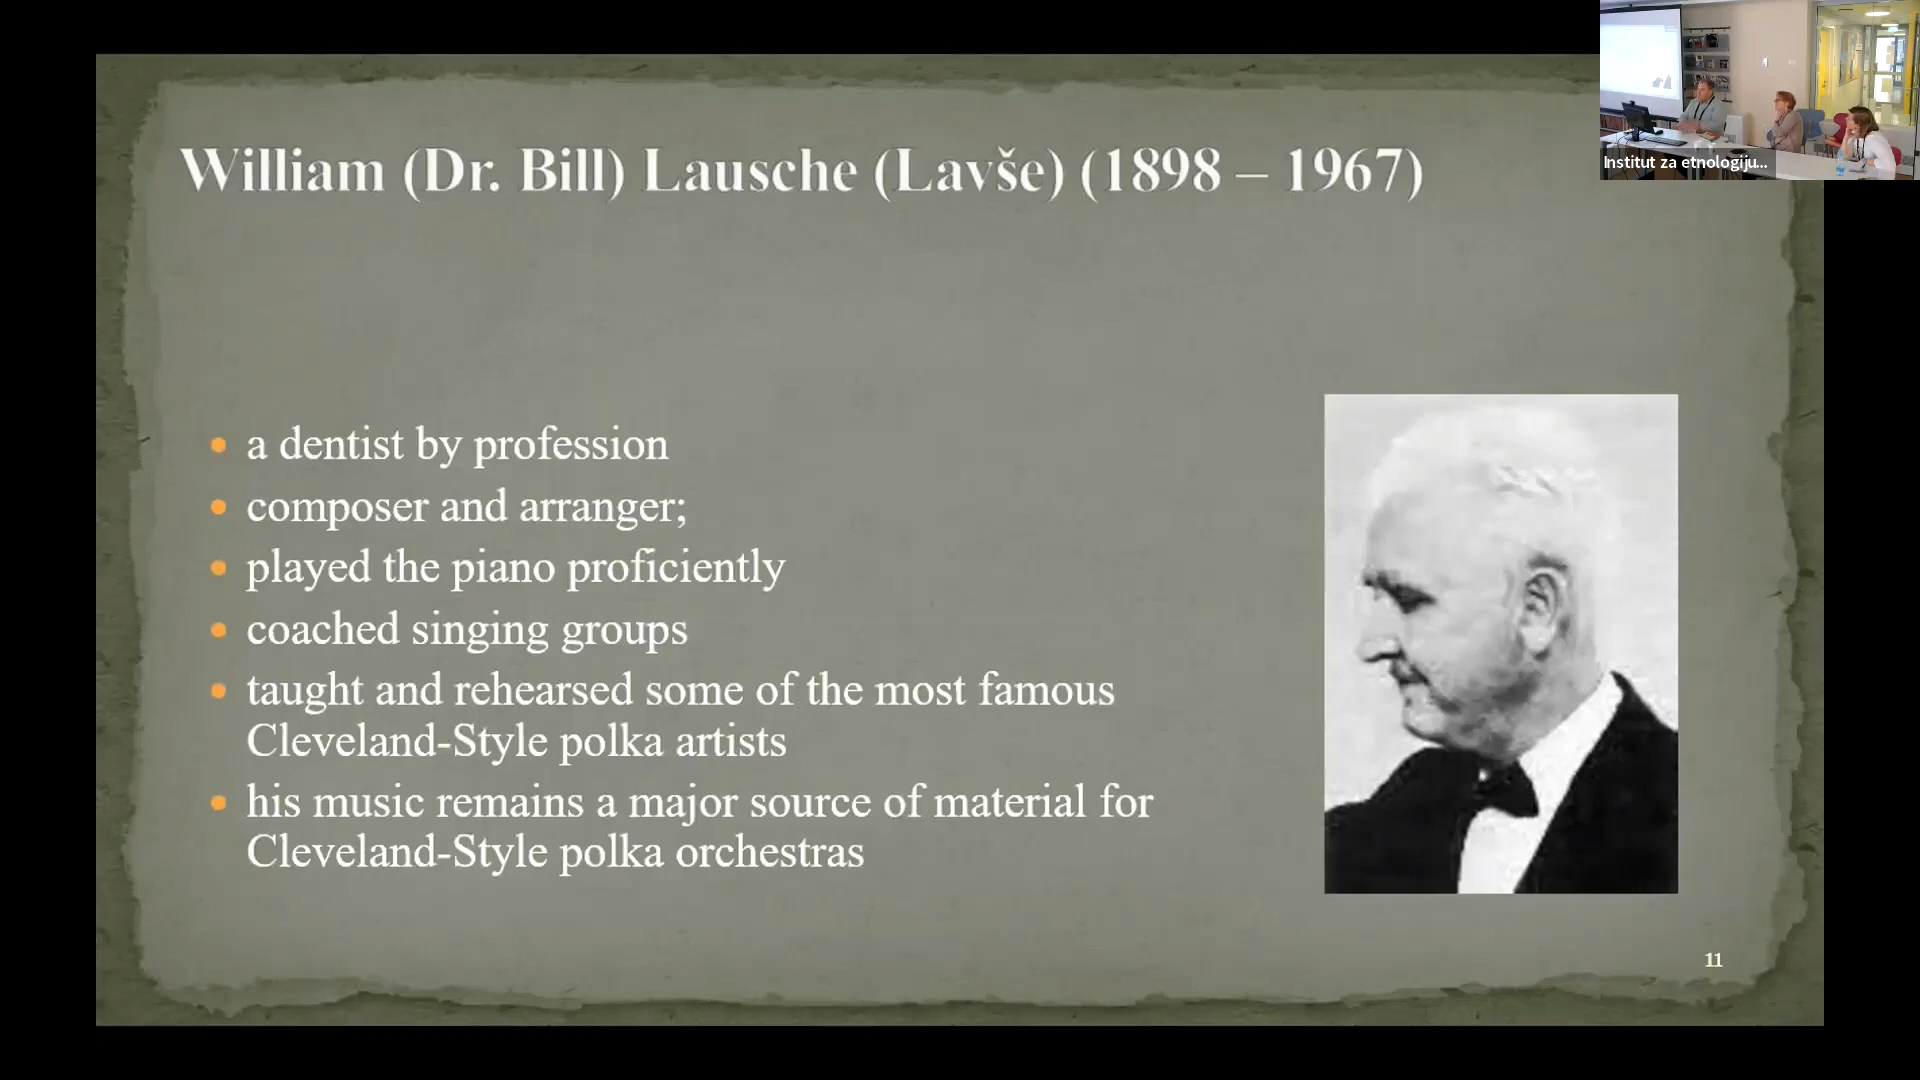 William (Dr. Bill) Lausche (Lavše) (1898 – 1967)
Institut za etnologiju...
a dentist by profession
composer and arranger;
played the piano proficiently
coached singing groups
taught and rehearsed some of the most famous
Cleveland-Style polka artists
his music remains a major source of material for
Cleveland-Style polka orchestras
11